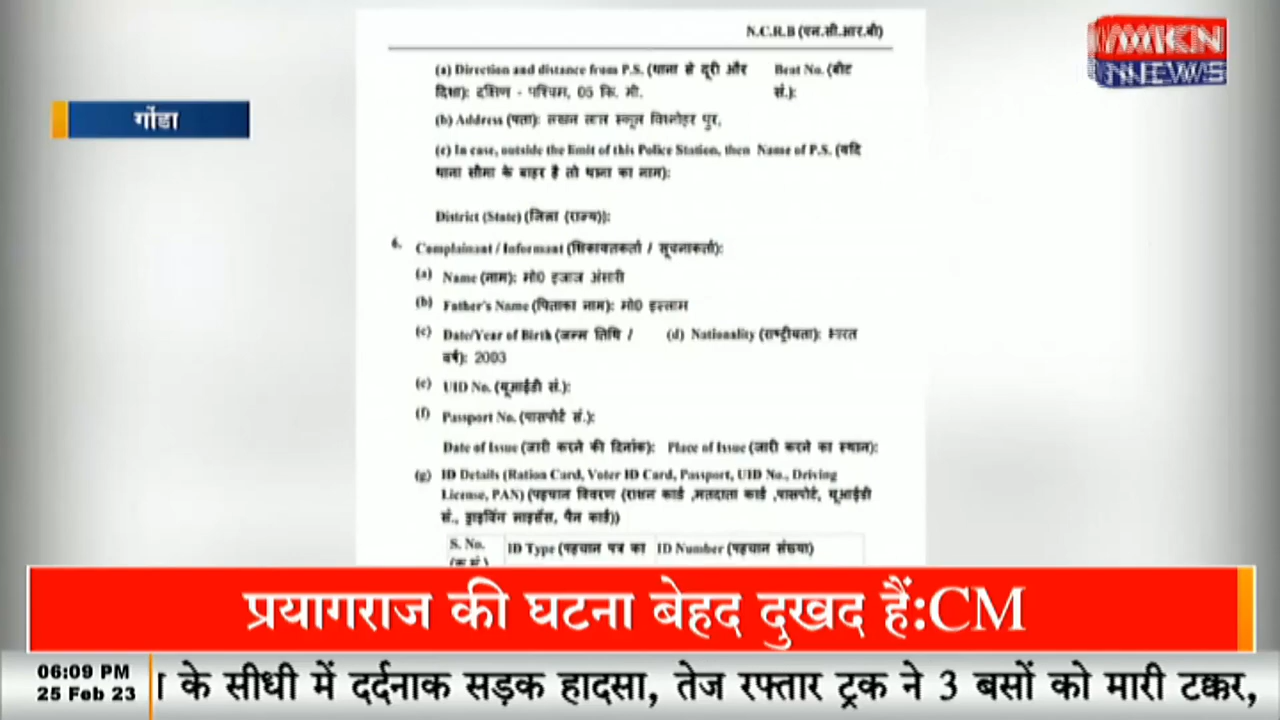 N.C.R.B (एन.सी.आर.बी)
MKN
NEWS
(a) Direction and distance from P.S. (थाना से दूरी और Beat No. (बीट
दिशा): दक्षिण - पश्चिम, 05 कि. मी. सं.):
गोंडा
(b) Address (पता): लखन लाल स्कूल विश्नोहर पुर,
(c) In case, outside the limit of this Police Station, then Name of P.S. (यदि
थाना सीमा के बाहर है तो थाना का नाम):
District (State) (जिला (राज्य)):
6. Complainant / Informant (शिकायतकर्ता / सूचनाकर्ता):
(a) Name (नाम): मो0 इजाज अंसारी
(b) Father's Name (पिताका नाम): मो0 इस्लाम
(c) Date/Year of Birth (जन्म तिथि / (d) Nationality (राष्ट्रीयता): भारत
वर्ष): 2003
(e) UID No. (यूआईडी सं.):
(f) Passport No. (पासपोर्ट सं.):
Date of Issue (जारी करने की दिनांक): Place of Issue (जारी करने का स्थान):
(g) ID Details (Ration Card, Voter ID Card, Passport, UID No., Driving
License, PAN) (पहचान विवरण (राशन कार्ड ,मतदाता कार्ड ,पासपोर्ट, यूआईडी
सं., ड्राइविंग लाइसेंस, पैन कार्ड))
S. No. ID Type (पहचान पत्र का ID Number (पहचान संख्या)
प्रयागराज की घटना बेहद दुखद हैं:CM
06:09 PM
25 Feb 23
के सीधी में दर्दनाक सड़क हादसा, तेज रफ्तार ट्रक ने 3 बसों को मारी टक्कर,